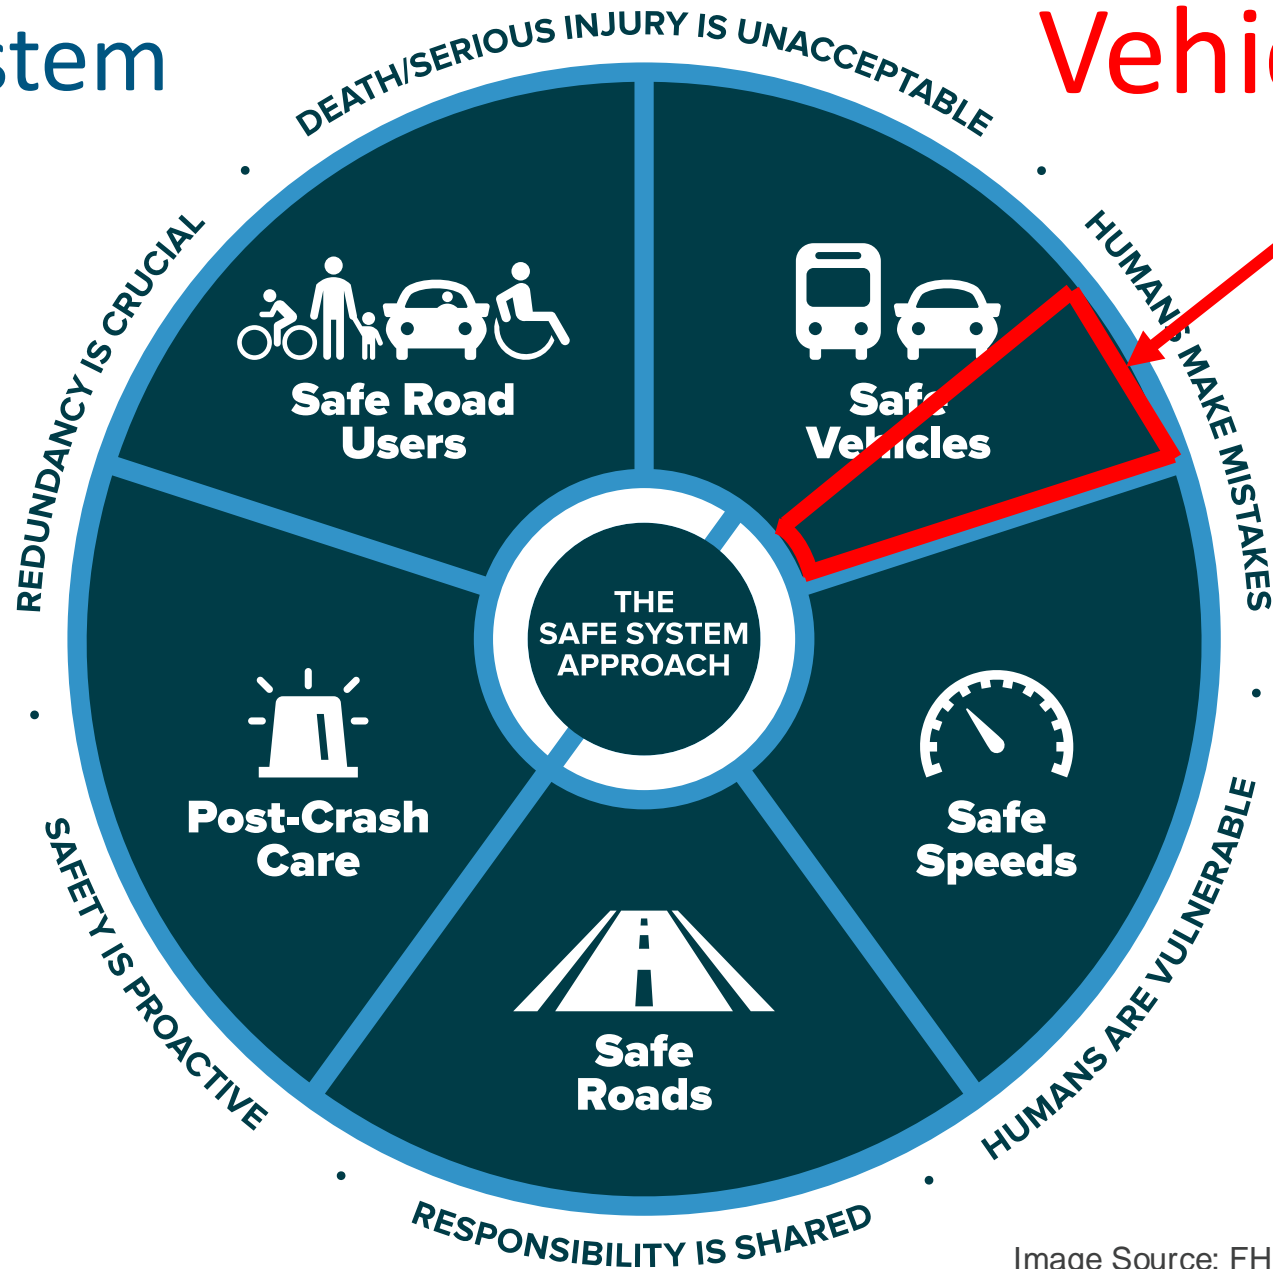 stem
Vehic
DEATH/SERIOUS INJURY IS UNACCEPTABLE
HUMANS MAKE MISTAKES
HUMANS ARE VULNERABLE
RESPONSIBILITY IS SHARED
SAFETY IS PROACTIVE
REDUNDANCY IS CRUCIAL
Safe Road
Users
Safe
Vehicles
THE
SAFE SYSTEM
APPROACH
Post-Crash
Care
Safe
Speeds
Safe
Roads
Image Source: FH